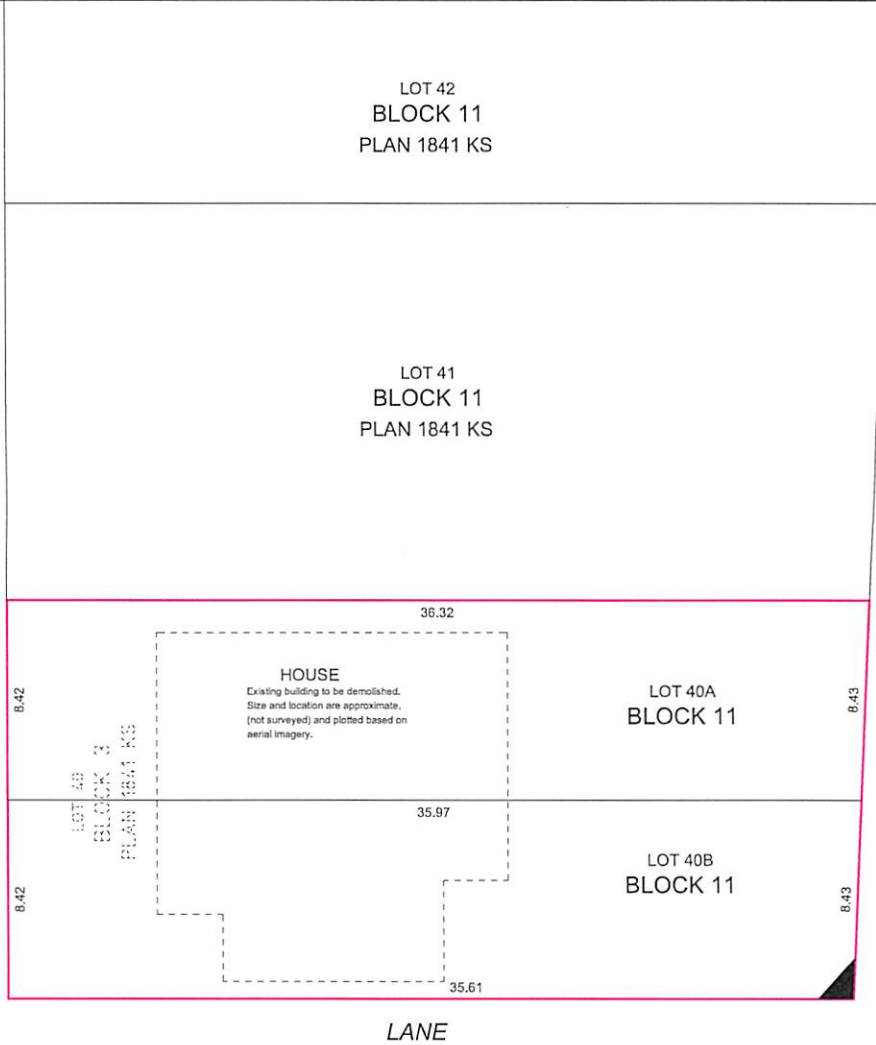 LOT 42
BLOCK 11
PLAN 1841 KS
LOT 41
BLOCK 11
PLAN 1841 KS
36.32
HOUSE
Existing building to be demolished.
Size and location are approximate,
(not surveyed) and plotted based on
aerial imagery.
8.42
LOT 40A
BLOCK 11
8.43
LOT 40
BLOCK 3
PLAN 1841 KS
35.97
8.42
LOT 40B
BLOCK 11
8.43
35.61
LANE